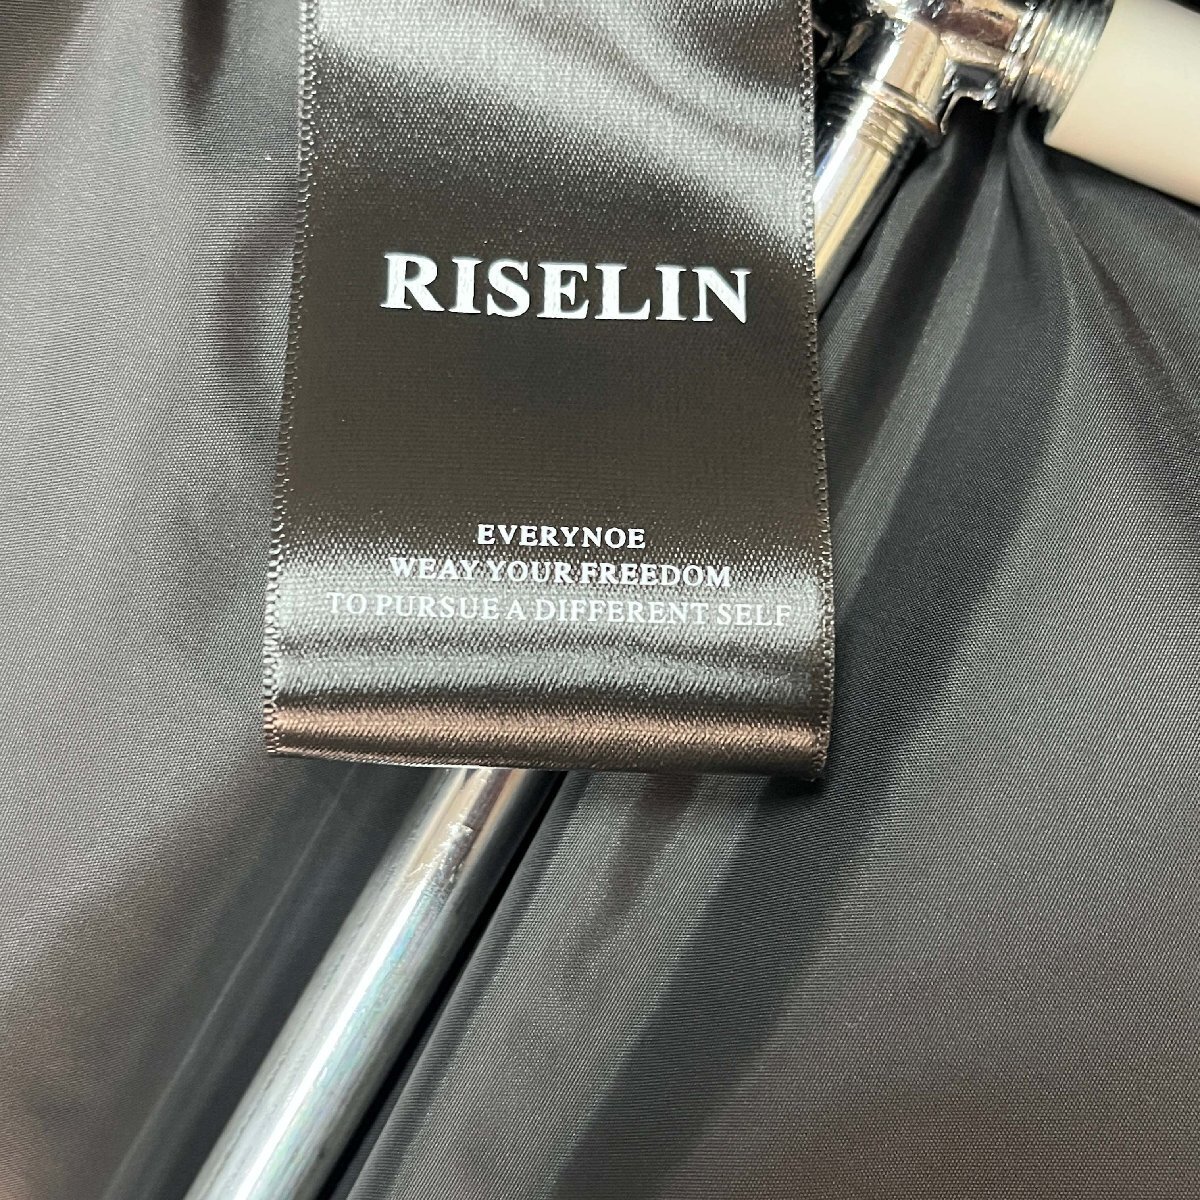 RISELIN
EVERYNOE
WEAY YOUR FREEDOM
TO PURSUE A DIFFERENT SELF